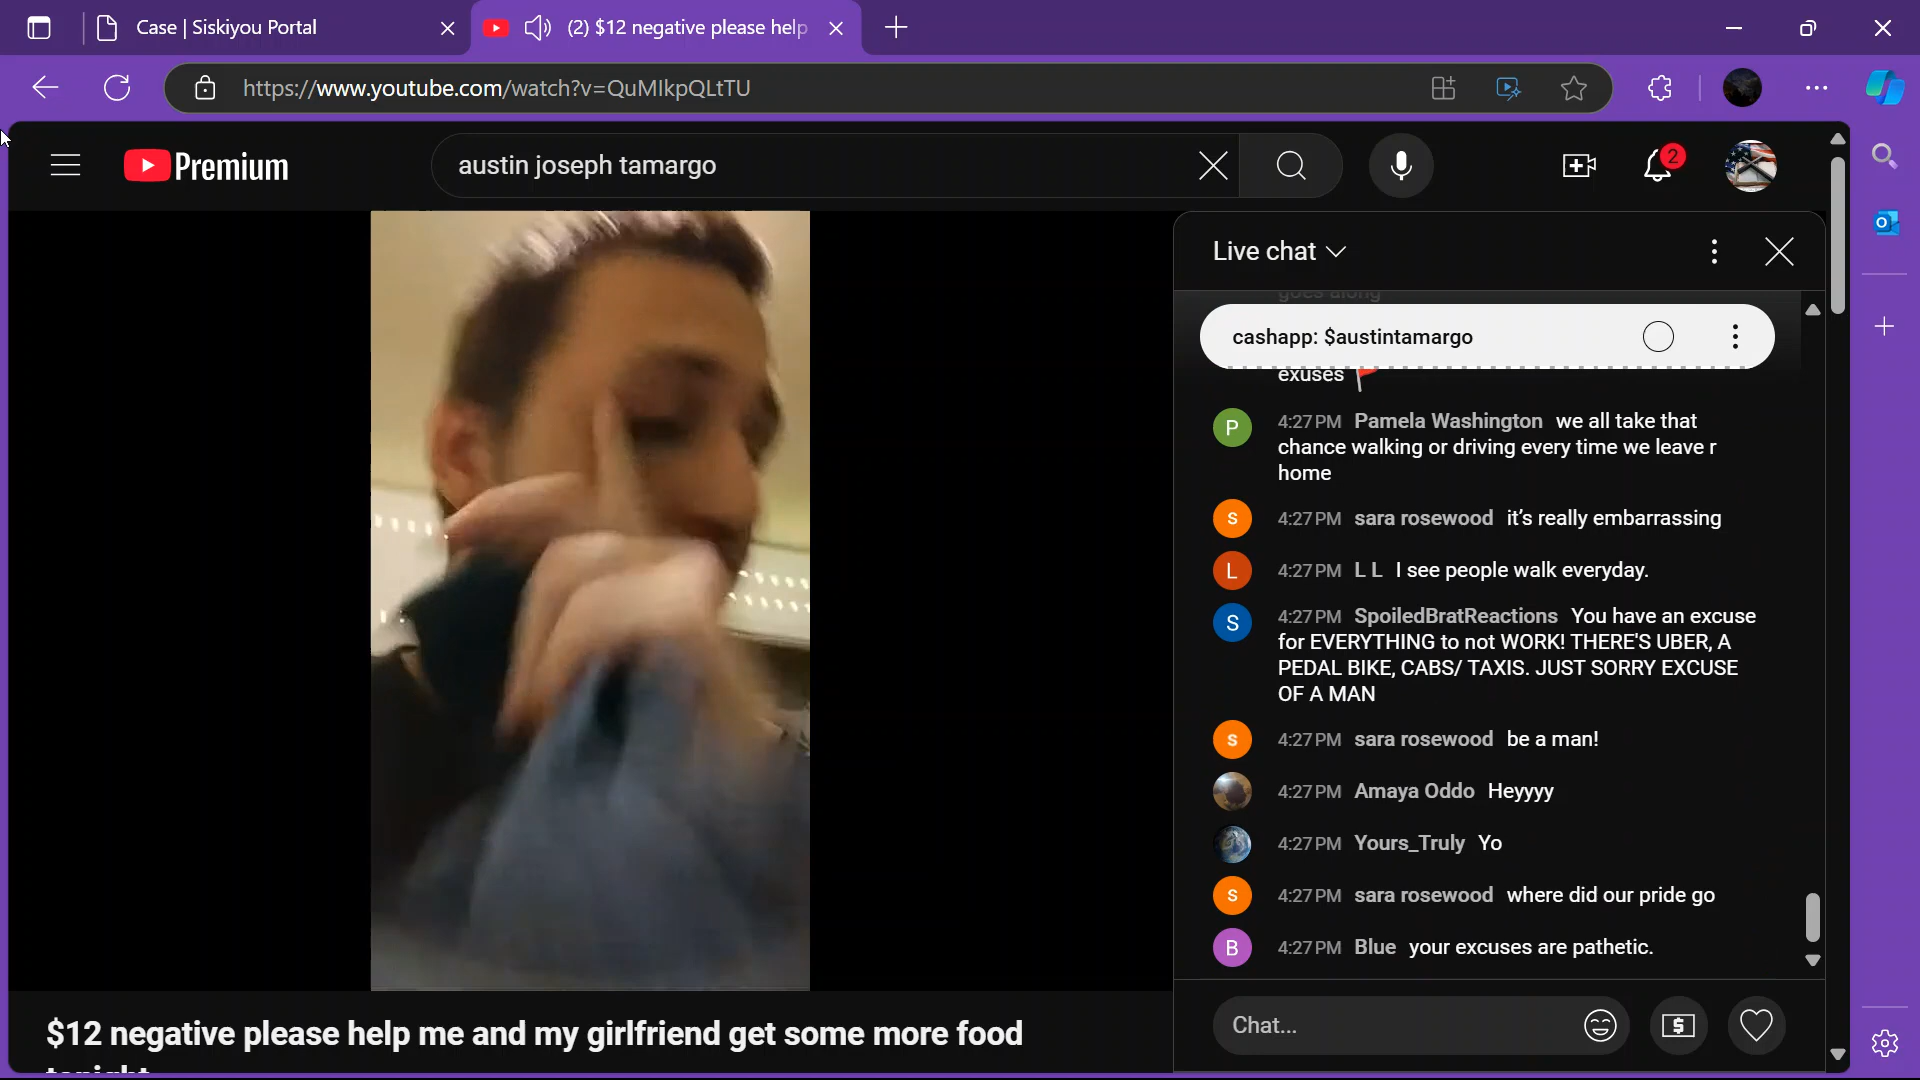 Case | Siskiyou Portal
(2) $12 negative please help
https://www.youtube.com/watch?v=QuMIkpQLtTU
Premium
austin joseph tamargo
2
Live chat
goes along
cashapp: $austintamargo
exuses
P
4:27 PM Pamela Washington we all take that
chance walking or driving every time we leave r
home
s
4:27 PM sara rosewood it's really embarrassing
L
4:27 PM L L I see people walk everyday.
S
4:27 PM SpoiledBratReactions You have an excuse
for EVERYTHING to not WORK! THERE'S UBER, A
PEDAL BIKE, CABS/ TAXIS. JUST SORRY EXCUSE
OF A MAN
s
4:27 PM sara rosewood be a man!
4:27 PM Amaya Oddo Heyyyy
4:27 PM Yours_Truly Yo
s
4:27 PM sara rosewood where did our pride go
B
4:27 PM Blue your excuses are pathetic.
Chat...
$12 negative please help me and my girlfriend get some more food
tonight